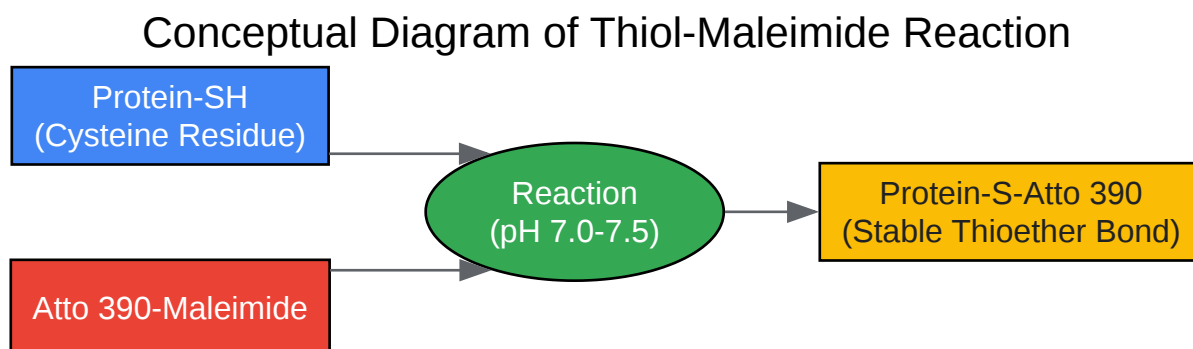 Conceptual Diagram of Thiol-Maleimide Reaction
Protein-SH
(Cysteine Residue)
Atto 390-Maleimide
Reaction
(pH 7.0-7.5)
Protein-S-Atto 390
(Stable Thioether Bond)